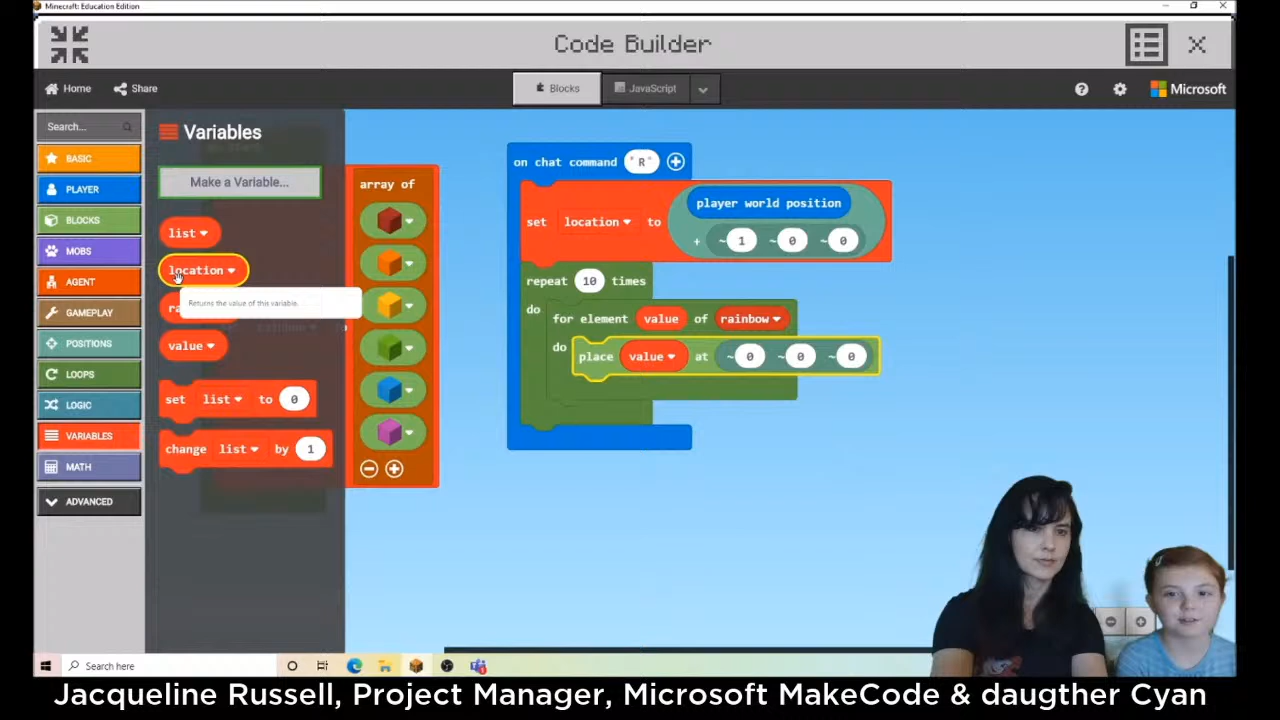 Minecraft: Education Edition
Code Builder
Home
Share
Blocks
JavaScript
Microsoft
Search...
BASIC
PLAYER
BLOCKS
MOBS
AGENT
GAMEPLAY
POSITIONS
LOOPS
LOGIC
VARIABLES
MATH
ADVANCED
Variables
Make a Variable...
list
location
Returns the value of this variable.
value
set list to 0
change list by 1
array of
on chat command "R"
set location to player world position
+ ~1 ~0 ~0
repeat 10 times
do
for element value of rainbow
do
place value at ~0 ~0 ~0
Search here
Jacqueline Russell, Project Manager, Microsoft MakeCode & daugther Cyan